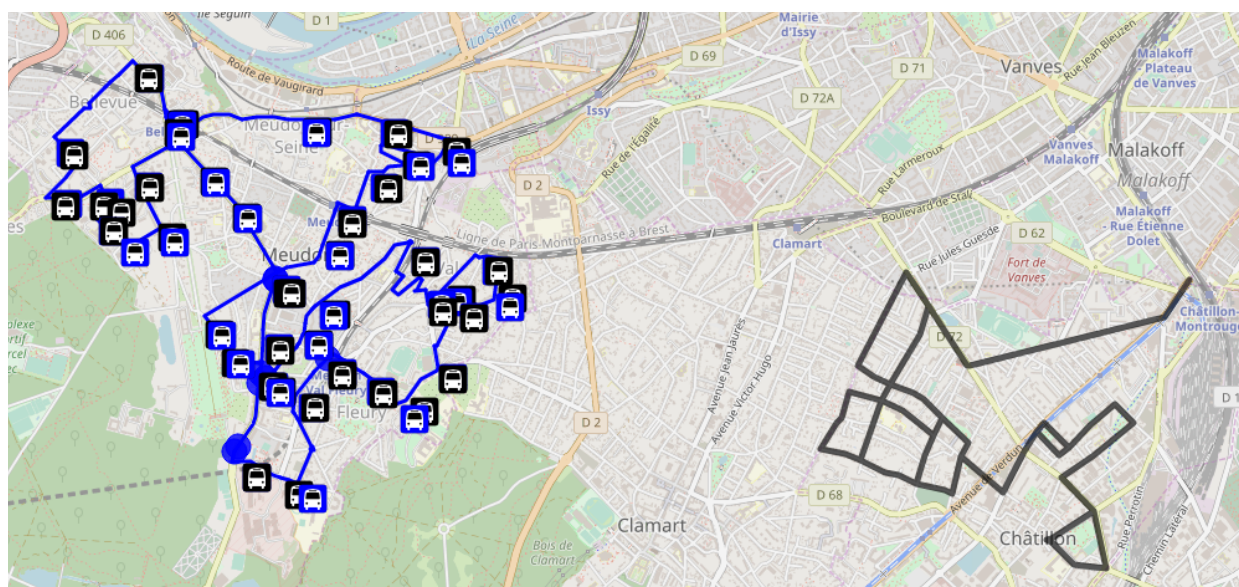 Île Seguin
D 1
La Seine
Mairie
d'Issy
D 406
Route de Vaugirard
D 69
D 71
Vanves
Rue Jean Bleuzen
Malakoff
- Plateau
de Vanves
Bellevue
Issy
D 72A
Meudon-sur-
Seine
Rue de l'Égalité
Vanves
Malakoff
Malakoff
Malakoff
D 2
Rue Larmeroux
Boulevard de Stalingrad
Malakoff
- Rue Étienne
Dolet
Ligne de Paris-Montparnasse à Brest
Clamart
D 62
Rue Jules Guesde
Fort de
Vanves
Châtillon-
Montrouge
D 72
Avenue Jean Jaurès
Avenue Victor Hugo
Fleury
D 2
D 1
Avenue de Verdun
D 68
Clamart
Châtillon
Rue Perrotin
Chemin Latéral
Bois de
Clamart